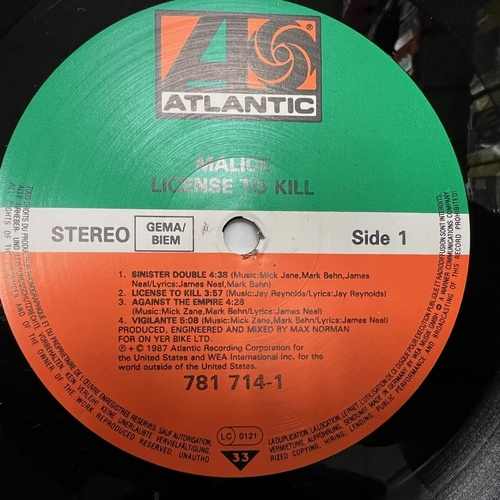 ATLANTIC
MALICE
LICENSE TO KILL
STEREO
GEMA/
BIEM
Side 1
1. SINISTER DOUBLE 4:38 (Music:Mick Jane,Mark Behn,James
Neal/Lyrics:James Neal,Mark Behn)
2. LICENSE TO KILL 3:57 (Music:Jay Reynolds/Lyrics:Jay Reynolds)
3. AGAINST THE EMPIRE 4:28
(Music:Mick Zane,Mark Behn/Lyrics:James Neal)
4. VIGILANTE 5:08 (Music:Mick Zane,Mark Behn/Lyrics:James Neal)
PRODUCED, ENGINEERED AND MIXED BY MAX NORMAN
FOR ON YER BIKE LTD.
℗+© 1987 Atlantic Recording Corporation for
the United States and WEA International Inc. for the
world outside of the United States.
781 714-1
LC 0121
33